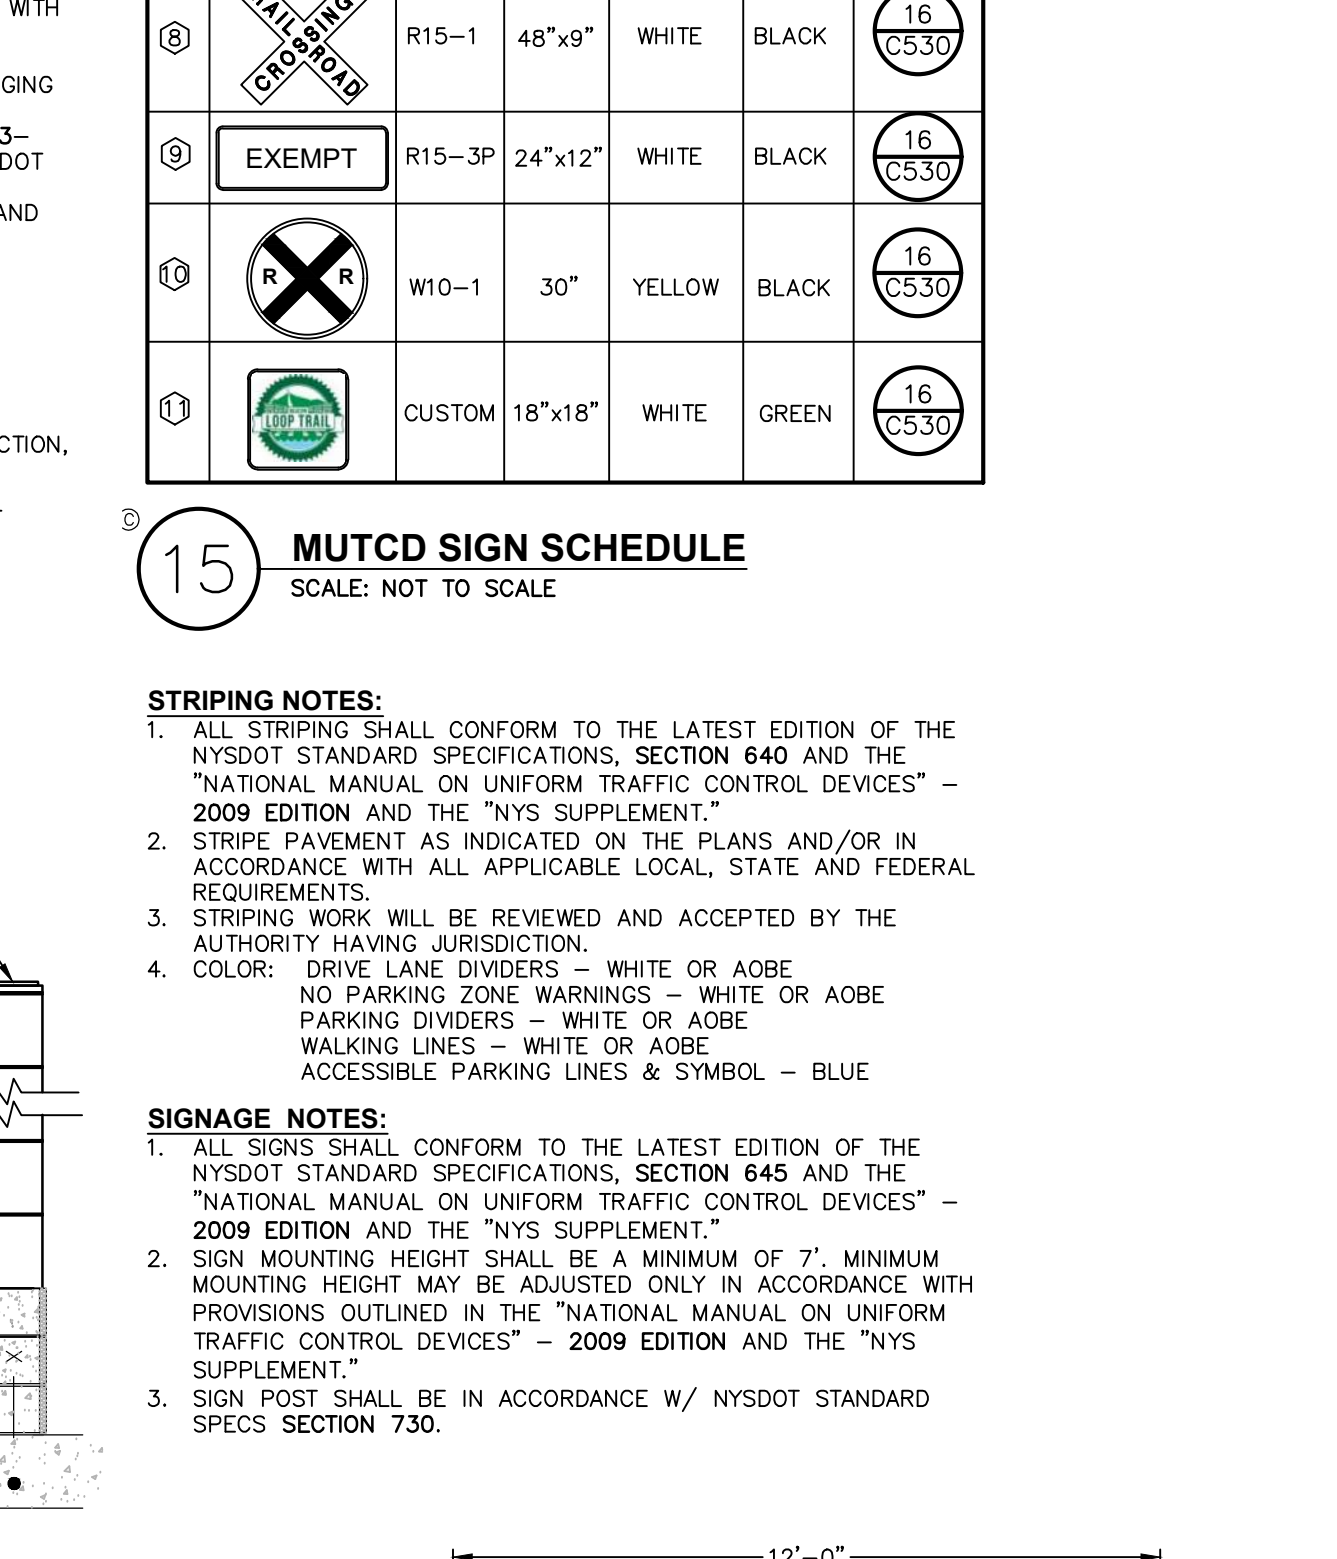 WITH
GING
3–
DOT
AND
CTION,
8 RAILROAD CROSSING R15–1 48"x9" WHITE BLACK 16 C530
9 EXEMPT R15–3P 24"x12" WHITE BLACK 16 C530
10 R R W10–1 30" YELLOW BLACK 16 C530
11 LOOP TRAIL CUSTOM 18"x18" WHITE GREEN 16 C530
©
15 MUTCD SIGN SCHEDULE
SCALE: NOT TO SCALE
STRIPING NOTES:
1. ALL STRIPING SHALL CONFORM TO THE LATEST EDITION OF THE
NYSDOT STANDARD SPECIFICATIONS, SECTION 640 AND THE
"NATIONAL MANUAL ON UNIFORM TRAFFIC CONTROL DEVICES" –
2009 EDITION AND THE "NYS SUPPLEMENT."
2. STRIPE PAVEMENT AS INDICATED ON THE PLANS AND/OR IN
ACCORDANCE WITH ALL APPLICABLE LOCAL, STATE AND FEDERAL
REQUIREMENTS.
3. STRIPING WORK WILL BE REVIEWED AND ACCEPTED BY THE
AUTHORITY HAVING JURISDICTION.
4. COLOR: DRIVE LANE DIVIDERS – WHITE OR AOBE
NO PARKING ZONE WARNINGS – WHITE OR AOBE
PARKING DIVIDERS – WHITE OR AOBE
WALKING LINES – WHITE OR AOBE
ACCESSIBLE PARKING LINES & SYMBOL – BLUE
SIGNAGE NOTES:
1. ALL SIGNS SHALL CONFORM TO THE LATEST EDITION OF THE
NYSDOT STANDARD SPECIFICATIONS, SECTION 645 AND THE
"NATIONAL MANUAL ON UNIFORM TRAFFIC CONTROL DEVICES" –
2009 EDITION AND THE "NYS SUPPLEMENT."
2. SIGN MOUNTING HEIGHT SHALL BE A MINIMUM OF 7'. MINIMUM
MOUNTING HEIGHT MAY BE ADJUSTED ONLY IN ACCORDANCE WITH
PROVISIONS OUTLINED IN THE "NATIONAL MANUAL ON UNIFORM
TRAFFIC CONTROL DEVICES" – 2009 EDITION AND THE "NYS
SUPPLEMENT."
3. SIGN POST SHALL BE IN ACCORDANCE W/ NYSDOT STANDARD
SPECS SECTION 730.
12'–0"